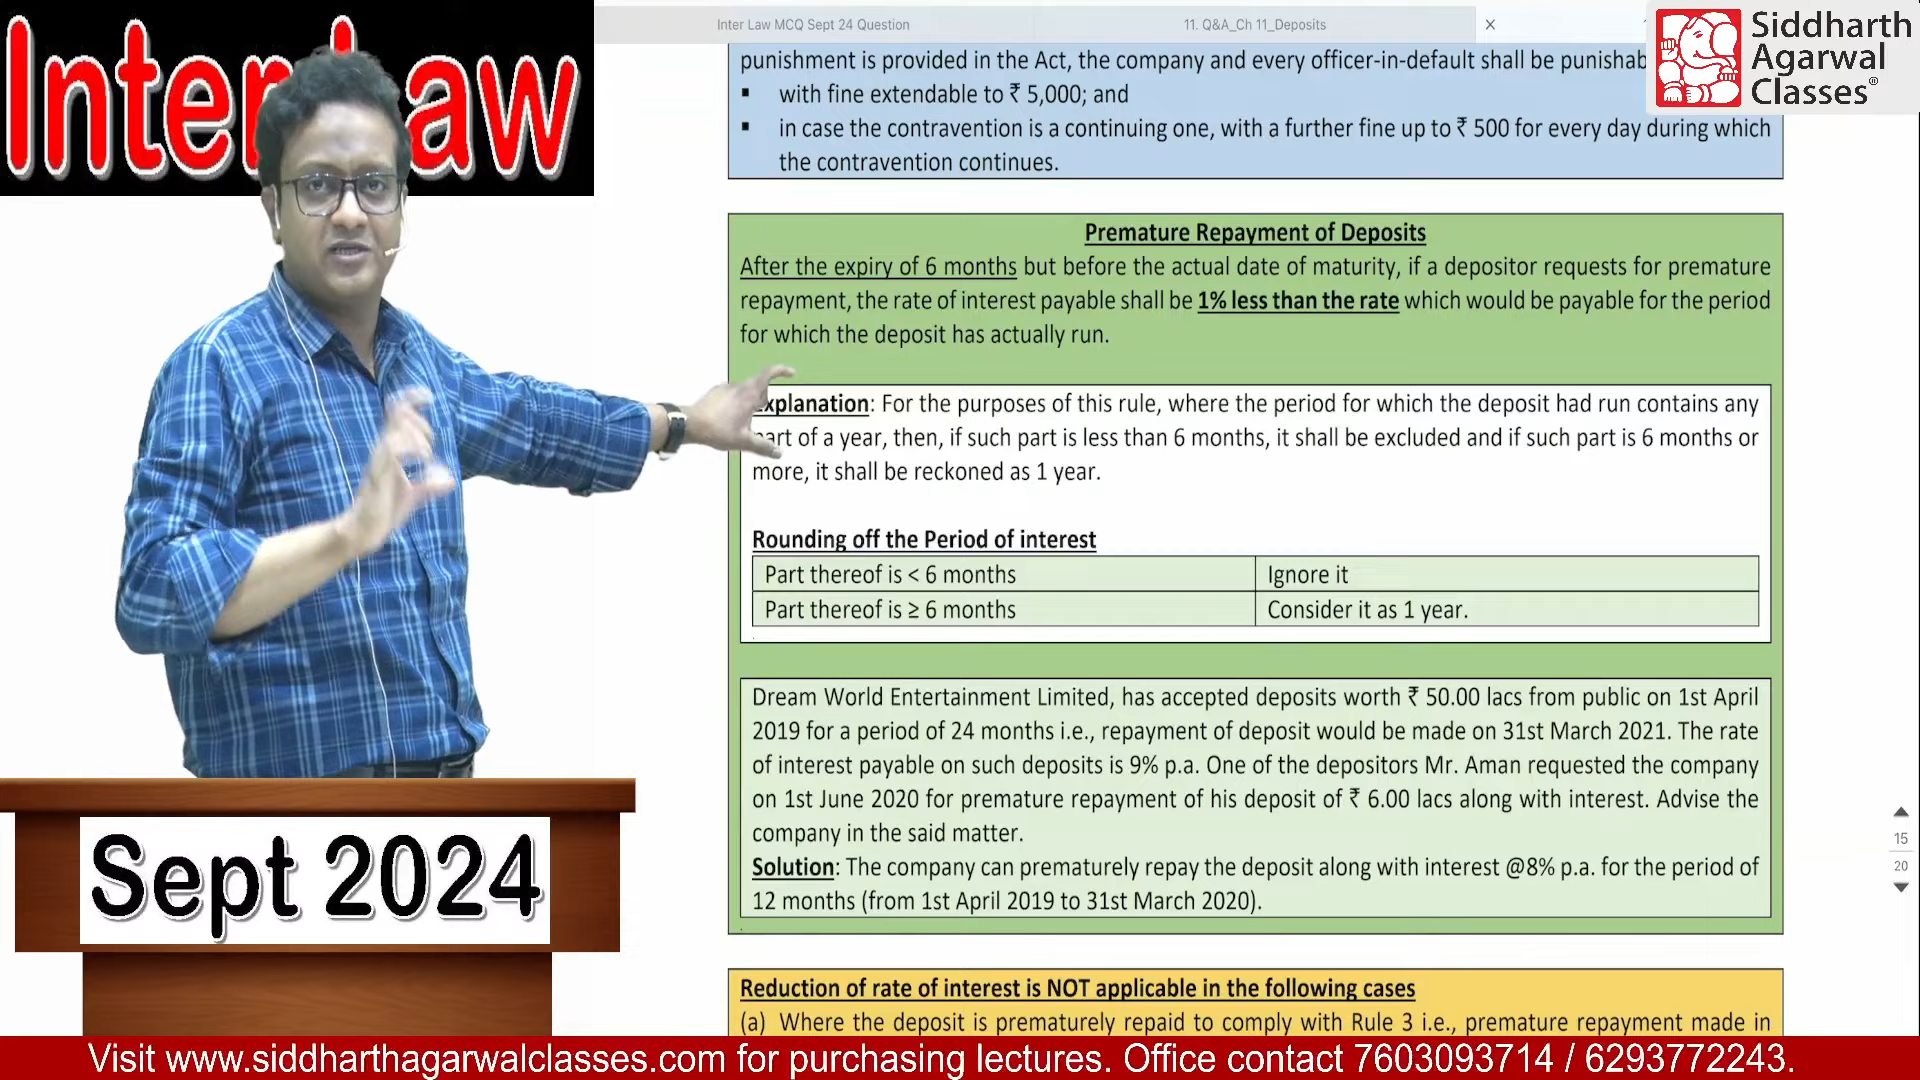 Inter Law
Inter Law MCQ Sept 24 Question
11. Q&A_Ch 11_Deposits
Siddharth
Agarwal
Classes®
punishment is provided in the Act, the company and every officer-in-default shall be
▪ with fine extendable to ₹ 5,000; and
▪ in case the contravention is a continuing one, with a further fine up to ₹ 500 for every day during which
the contravention continues.
Premature Repayment of Deposits
After the expiry of 6 months but before the actual date of maturity, if a depositor requests for premature
repayment, the rate of interest payable shall be 1% less than the rate which would be payable for the period
for which the deposit has actually run.
Explanation: For the purposes of this rule, where the period for which the deposit had run contains any
part of a year, then, if such part is less than 6 months, it shall be excluded and if such part is 6 months or
more, it shall be reckoned as 1 year.
Rounding off the Period of interest
Part thereof is < 6 months Ignore it
Part thereof is ≥ 6 months Consider it as 1 year.
Dream World Entertainment Limited, has accepted deposits worth ₹ 50.00 lacs from public on 1st April
2019 for a period of 24 months i.e., repayment of deposit would be made on 31st March 2021. The rate
of interest payable on such deposits is 9% p.a. One of the depositors Mr. Aman requested the company
on 1st June 2020 for premature repayment of his deposit of ₹ 6.00 lacs along with interest. Advise the
company in the said matter.
Solution: The company can prematurely repay the deposit along with interest @8% p.a. for the period of
12 months (from 1st April 2019 to 31st March 2020).
Reduction of rate of interest is NOT applicable in the following cases
(a) Where the deposit is prematurely repaid to comply with Rule 3 i.e., premature repayment made in
15
20
Sept 2024
Visit www.siddharthagarwalclasses.com for purchasing lectures. Office contact 7603093714 / 6293772243.